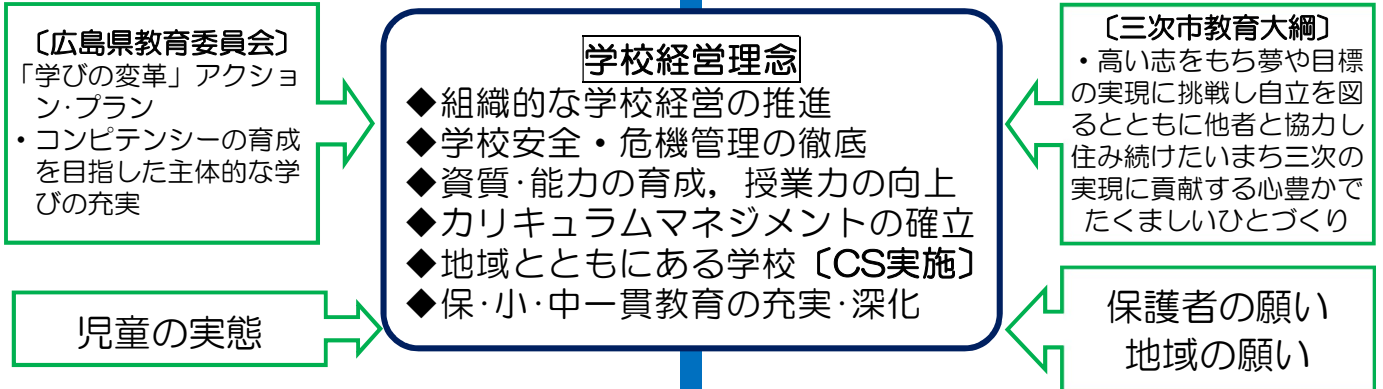 〔広島県教育委員会〕
「学びの変革」アクショ
ン・プラン
・コンピテンシーの育成
を目指した主体的な学
びの充実
学校経営理念
◆組織的な学校経営の推進
◆学校安全・危機管理の徹底
◆資質・能力の育成，授業力の向上
◆カリキュラムマネジメントの確立
◆地域とともにある学校〔CS実施〕
◆保・小・中一貫教育の充実・深化
〔三次市教育大綱〕
・高い志をもち夢や目標
の実現に挑戦し自立を図
るとともに他者と協力し
住み続けたいまち三次の
実現に貢献する心豊かで
たくましいひとづくり
児童の実態
保護者の願い
地域の願い